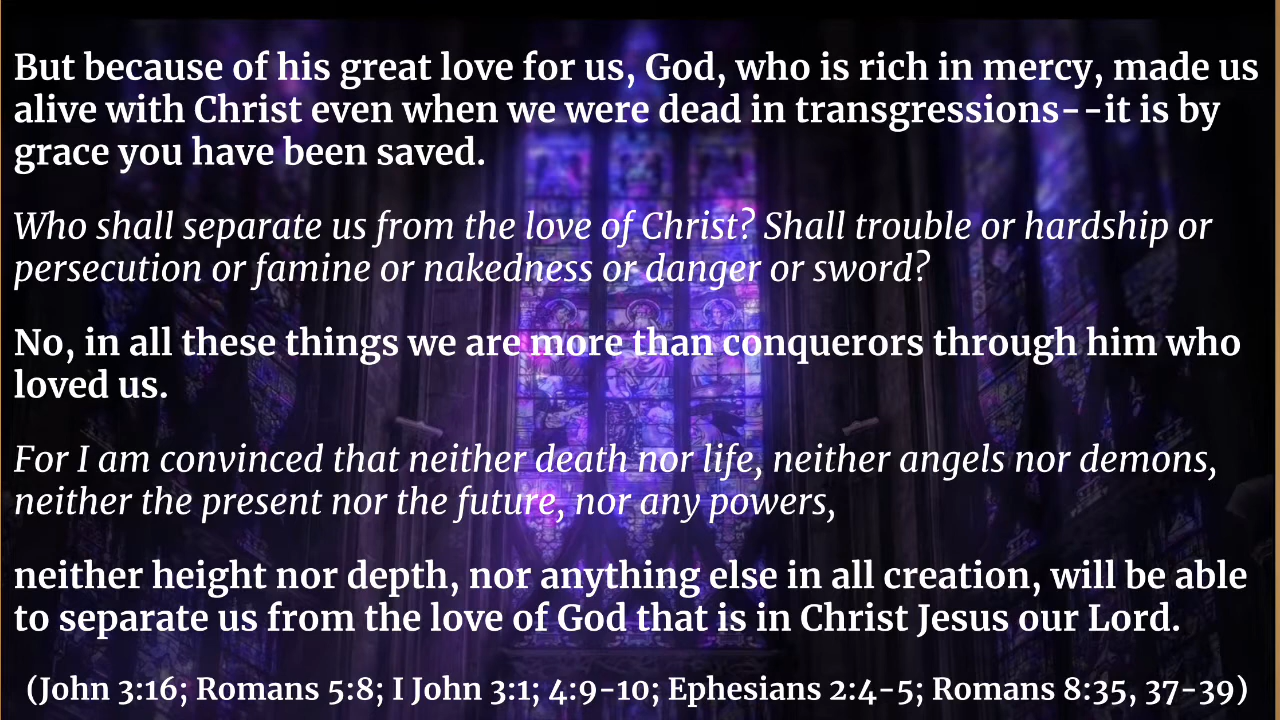 But because of his great love for us, God, who is rich in mercy, made us
alive with Christ even when we were dead in transgressions--it is by
grace you have been saved.
Who shall separate us from the love of Christ? Shall trouble or hardship or
persecution or famine or nakedness or danger or sword?
No, in all these things we are more than conquerors through him who
loved us.
For I am convinced that neither death nor life, neither angels nor demons,
neither the present nor the future, nor any powers,
neither height nor depth, nor anything else in all creation, will be able
to separate us from the love of God that is in Christ Jesus our Lord.
(John 3:16; Romans 5:8; I John 3:1; 4:9-10; Ephesians 2:4-5; Romans 8:35, 37-39)